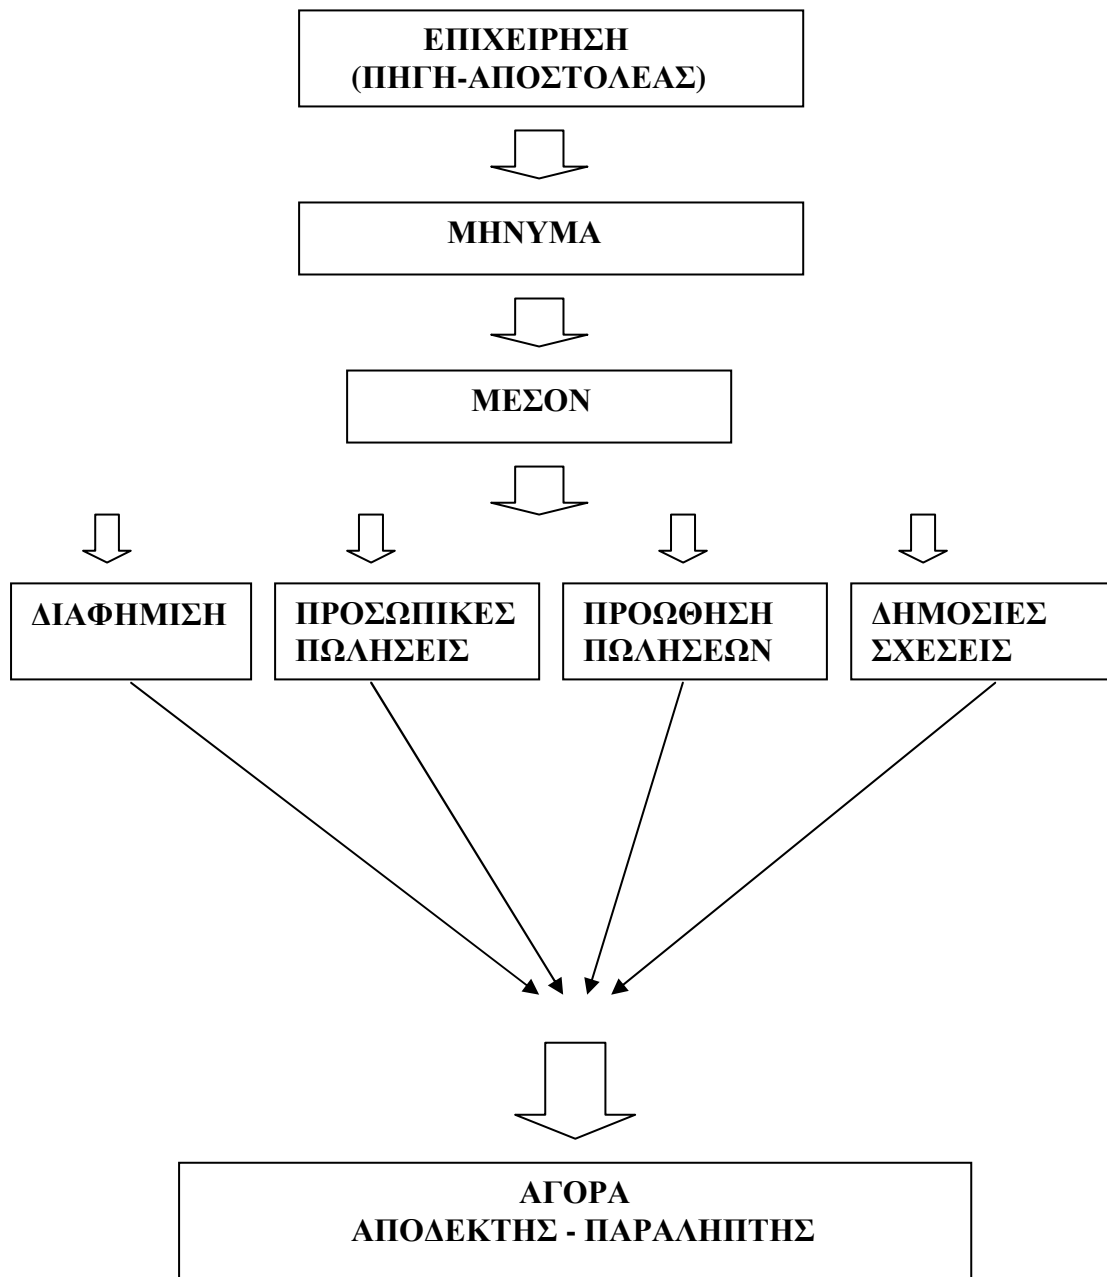 ΕΠΙΧΕΙΡΗΣΗ
(ΠΗΓΗ-ΑΠΟΣΤΟΛΕΑΣ)
ΜΗΝΥΜΑ
ΜΕΣΟΝ
ΔΙΑΦΗΜΙΣΗ
ΠΡΟΣΩΠΙΚΕΣ
ΠΩΛΗΣΕΙΣ
ΠΡΟΩΘΗΣΗ
ΠΩΛΗΣΕΩΝ
ΔΗΜΟΣΙΕΣ
ΣΧΕΣΕΙΣ
ΑΓΟΡΑ
ΑΠΟΔΕΚΤΗΣ - ΠΑΡΑΛΗΠΤΗΣ